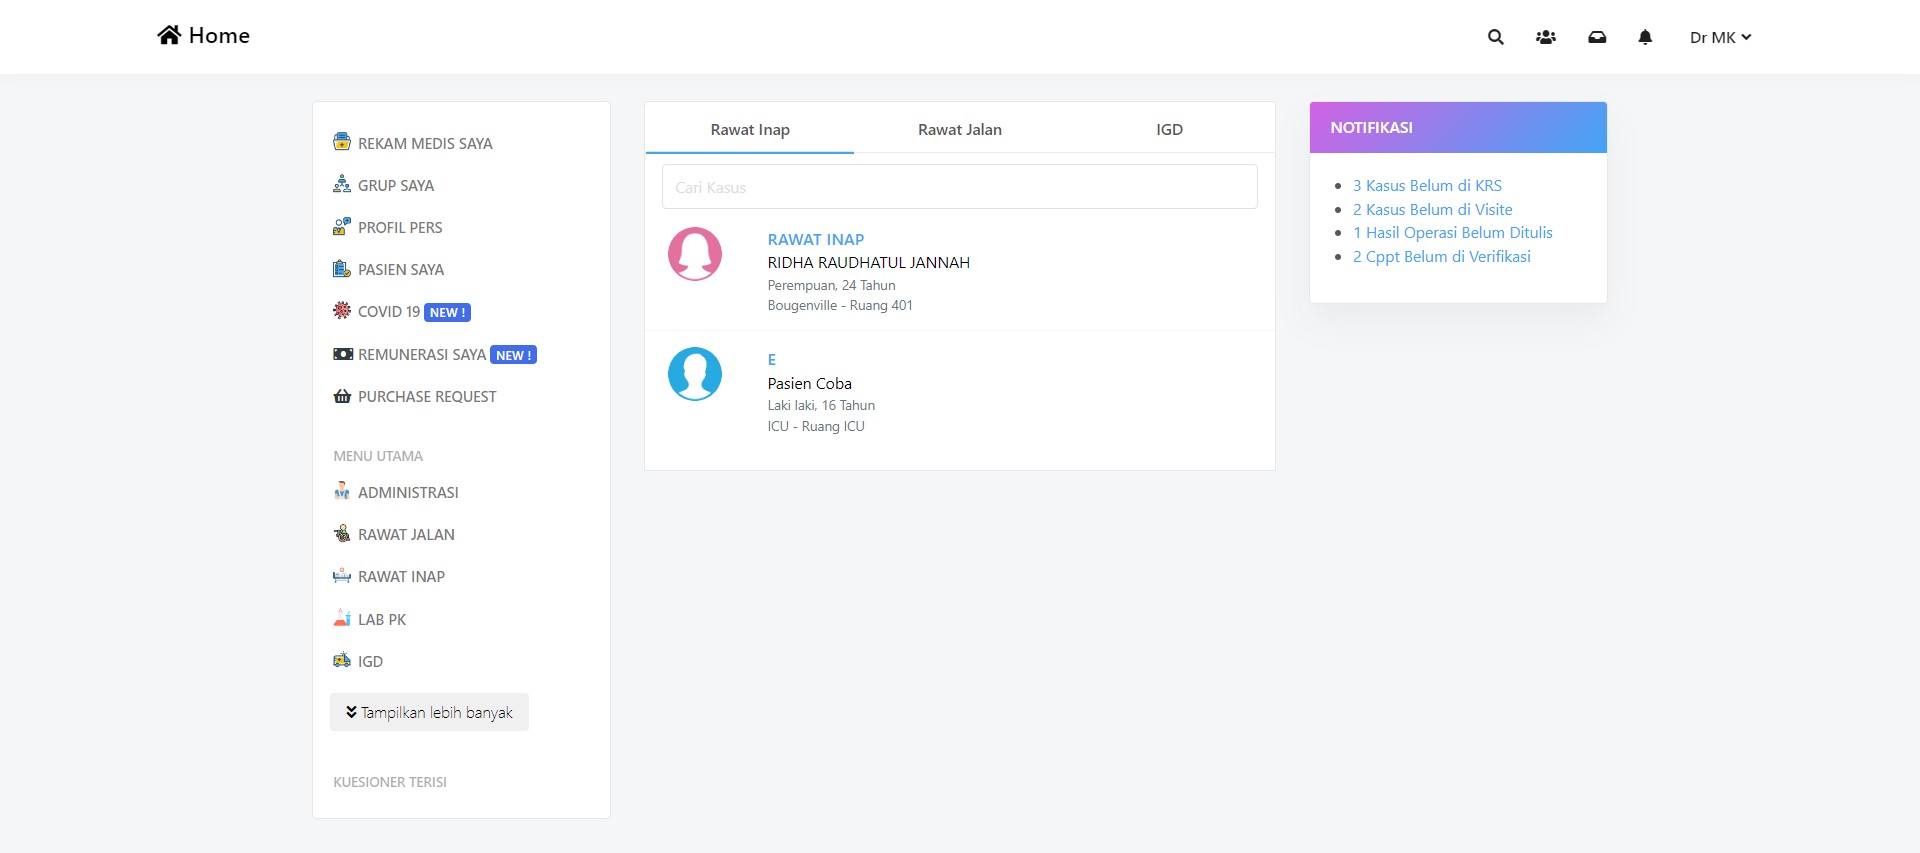 Home
Dr MK
REKAM MEDIS SAYA
GRUP SAYA
PROFIL PERS
PASIEN SAYA
COVID 19 NEW !
REMUNERASI SAYA NEW !
PURCHASE REQUEST
MENU UTAMA
ADMINISTRASI
RAWAT JALAN
RAWAT INAP
LAB PK
IGD
Tampilkan lebih banyak
KUESIONER TERISI
Rawat Inap
Rawat Jalan
IGD
Cari Kasus
RAWAT INAP
RIDHA RAUDHATUL JANNAH
Perempuan, 24 Tahun
Bougenville - Ruang 401
E
Pasien Coba
Laki laki, 16 Tahun
ICU - Ruang ICU
NOTIFIKASI
3 Kasus Belum di KRS
2 Kasus Belum di Visite
1 Hasil Operasi Belum Ditulis
2 Cppt Belum di Verifikasi